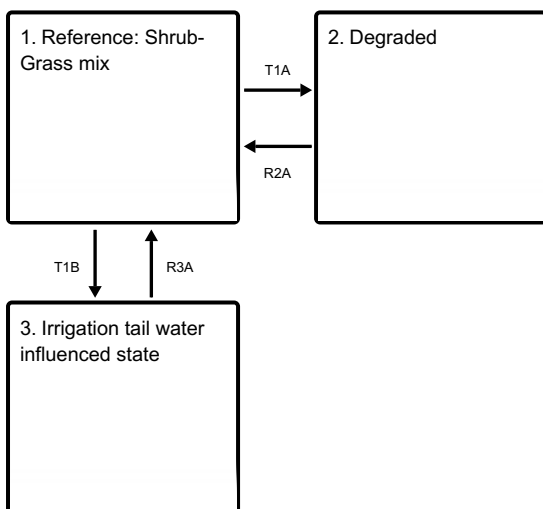 1. Reference: Shrub-
Grass mix
T1A
2. Degraded
R2A
T1B
R3A
3. Irrigation tail water
influenced state